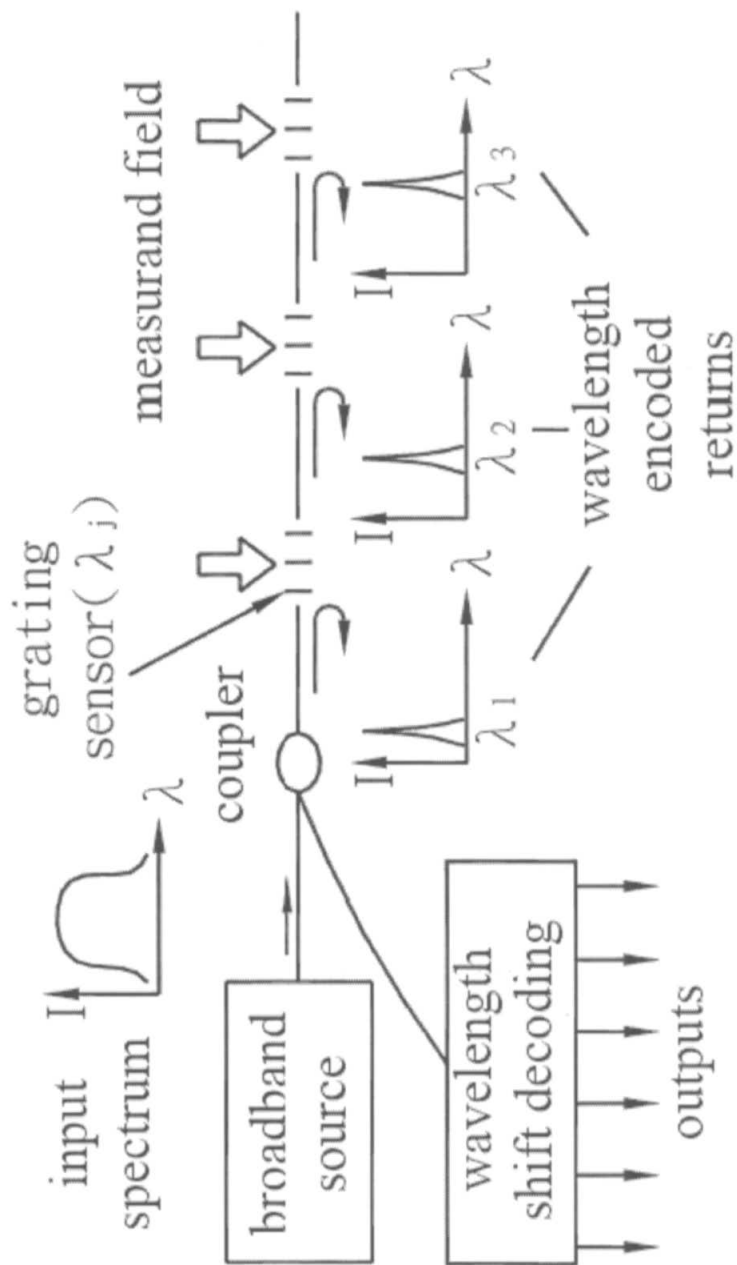 input
spectrum
I
λ
grating
sensor(λj)
measurand field
broadband
source
coupler
I
λ
λ1
I
λ
λ2
I
λ
λ3
wavelength
shift decoding
wavelength
encoded
returns
outputs